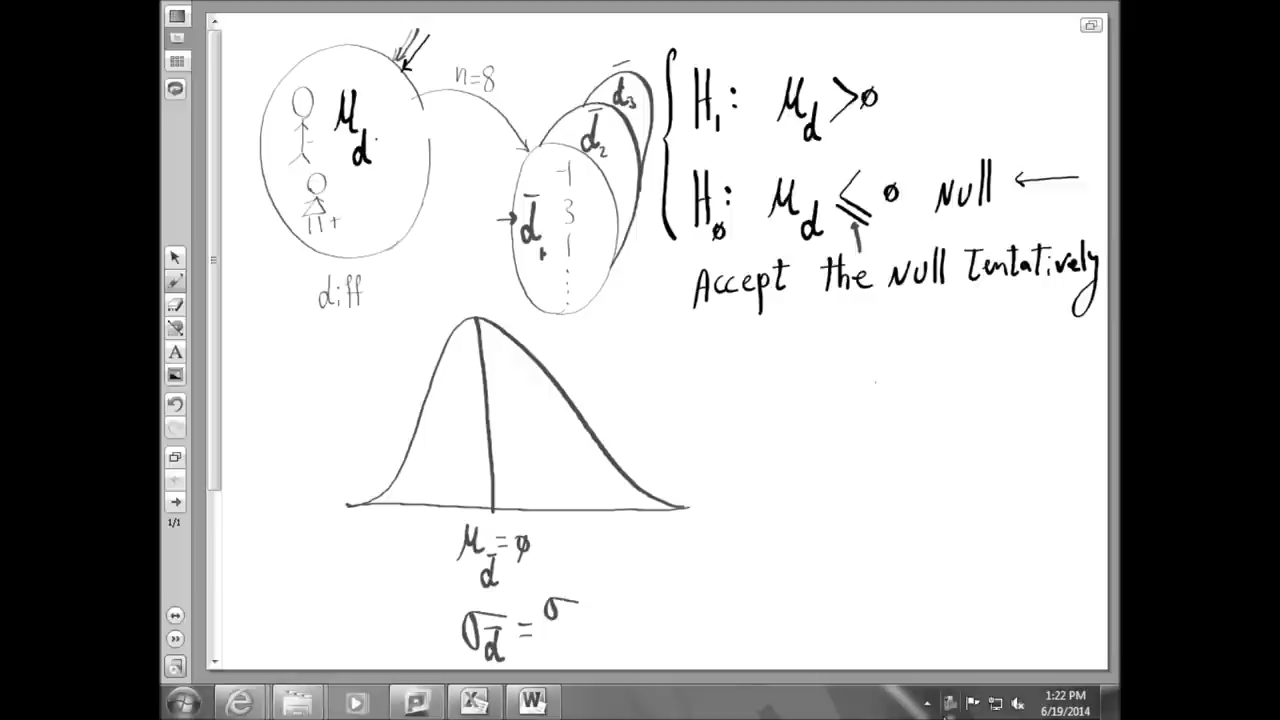 n=8
μd
diff
d̄1
d̄2
d̄3
-1
3
1
H1: μd >0
H0: μd ≤ 0 Null ←
Accept the Null Tentatively
μd̄ = 0
σd̄ = σ
A
1/1
1:22 PM
6/19/2014